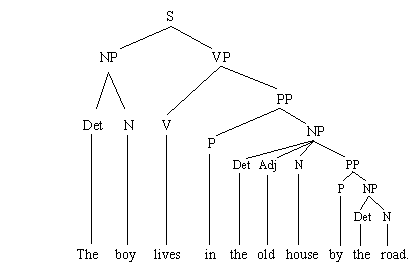 S
NP VP
PP
Det N V P NP
Det Adj N PP
P NP
Det N
The boy lives in the old house by the road.